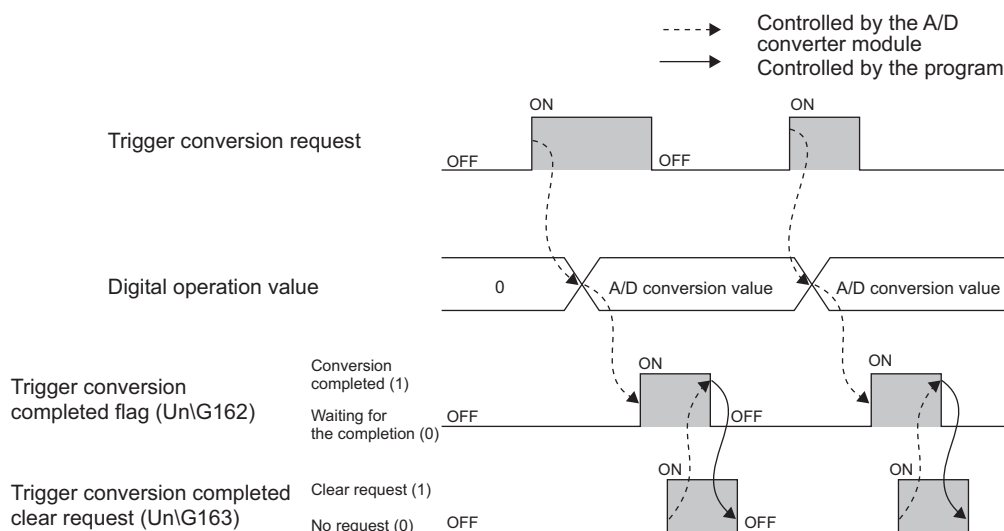 Controlled by the A/D
converter module
Controlled by the program
ON
ON
Trigger conversion request
OFF
OFF
Digital operation value
0
A/D conversion value
A/D conversion value
ON
ON
Trigger conversion
completed flag (Un\G162)
Conversion
completed (1)
Waiting for
the completion (0)
OFF
OFF
ON
ON
Trigger conversion completed
clear request (Un\G163)
Clear request (1)
No request (0)
OFF
OFF